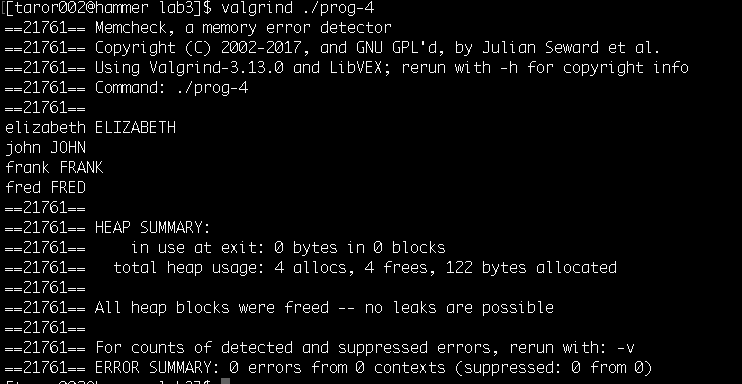 [[taror002@hammer lab3]$ valgrind ./prog-4
==21761== Memcheck, a memory error detector
==21761== Copyright (C) 2002-2017, and GNU GPL'd, by Julian Seward et al.
==21761== Using Valgrind-3.13.0 and LibVEX; rerun with -h for copyright info
==21761== Command: ./prog-4
==21761==
elizabeth ELIZABETH
john JOHN
frank FRANK
fred FRED
==21761==
==21761== HEAP SUMMARY:
==21761==     in use at exit: 0 bytes in 0 blocks
==21761==   total heap usage: 4 allocs, 4 frees, 122 bytes allocated
==21761==
==21761== All heap blocks were freed -- no leaks are possible
==21761==
==21761== For counts of detected and suppressed errors, rerun with: -v
==21761== ERROR SUMMARY: 0 errors from 0 contexts (suppressed: 0 from 0)